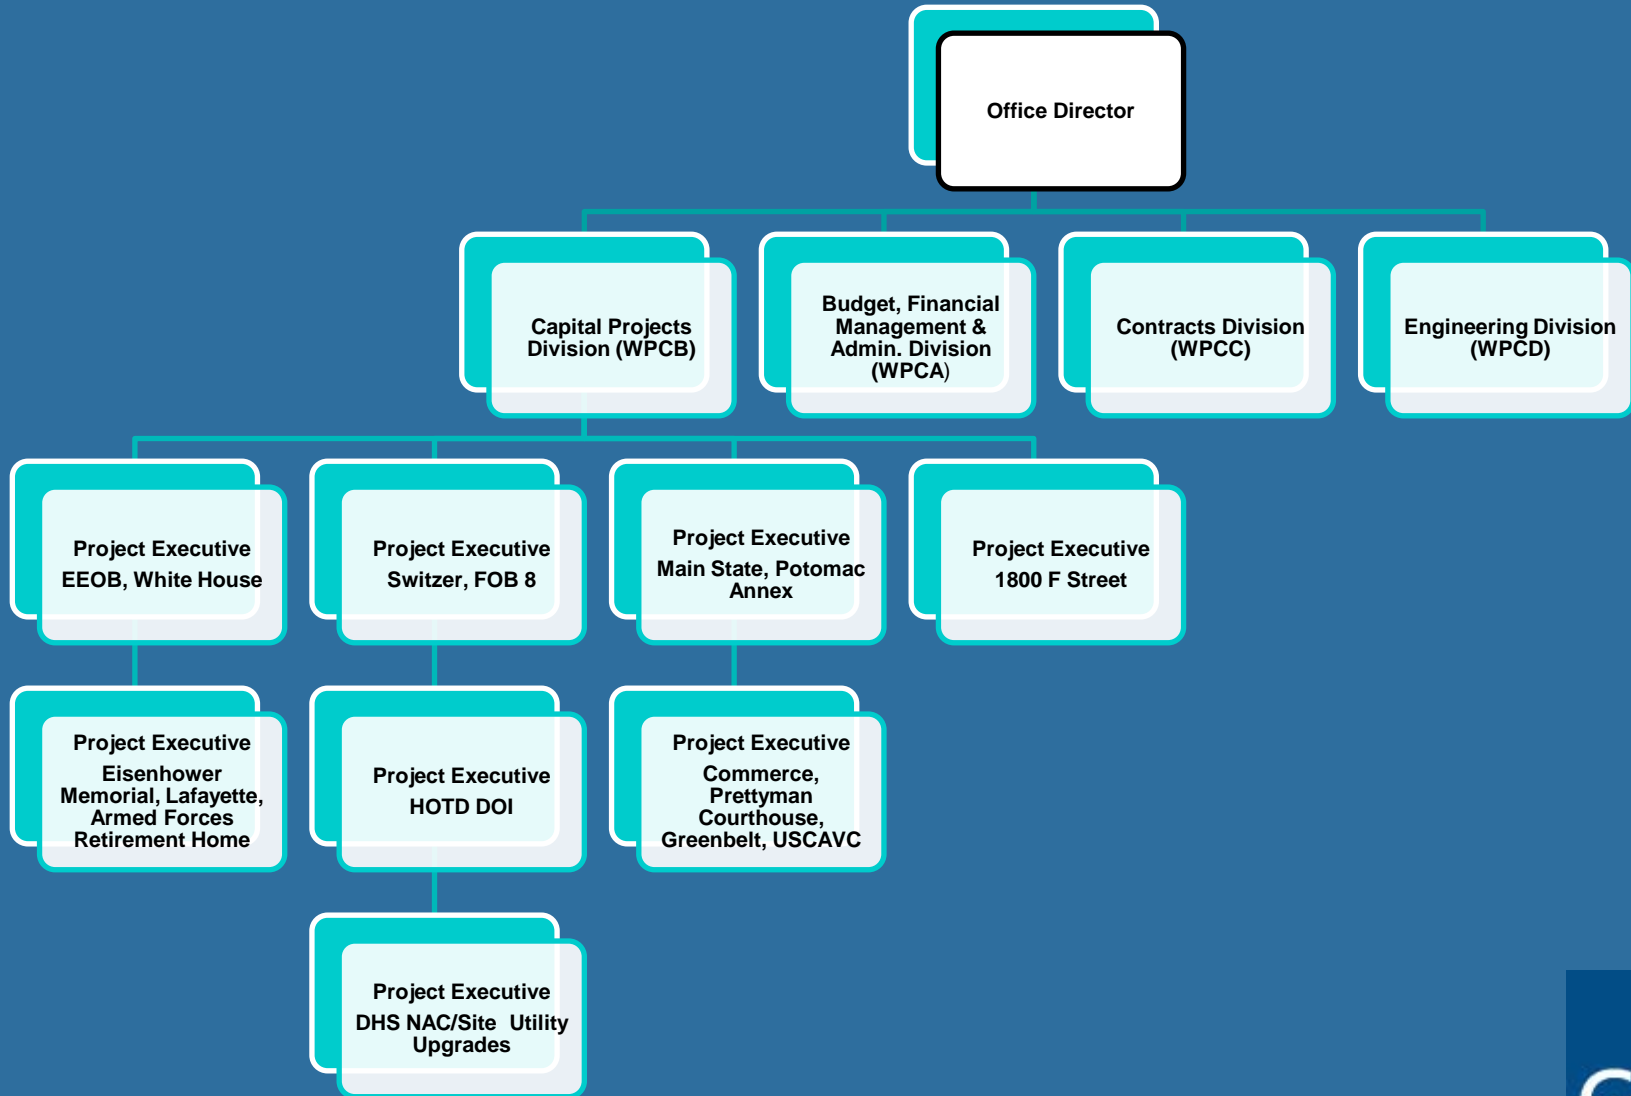 Office Director
Capital Projects
Division (WPCB)
Budget, Financial
Management &
Admin. Division
(WPCA)
Contracts Division
(WPCC)
Engineering Division
(WPCD)
Project Executive
EEOB, White House
Project Executive
Switzer, FOB 8
Project Executive
Main State, Potomac
Annex
Project Executive
1800 F Street
Project Executive
Eisenhower
Memorial, Lafayette,
Armed Forces
Retirement Home
Project Executive
HOTD DOI
Project Executive
Commerce,
Prettyman
Courthouse,
Greenbelt, USCAVC
Project Executive
DHS NAC/Site  Utility
Upgrades